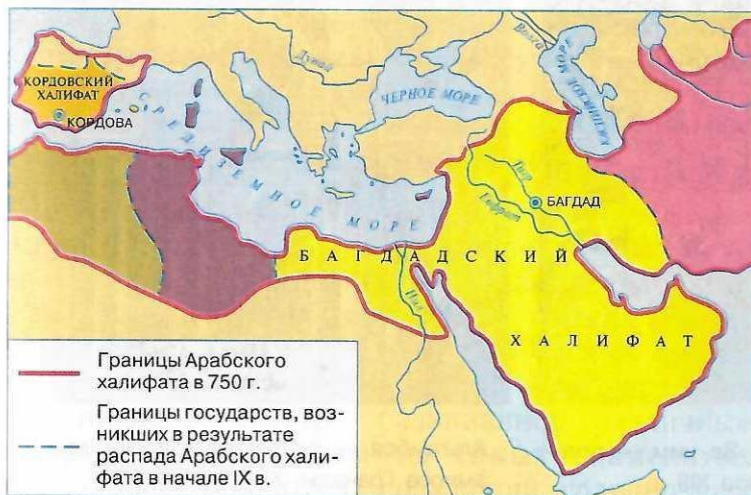 Волга
Дунай
КАСПИЙСКОЕ МОРЕ
КОРДОВСКИЙ
ХАЛИФАТ
КОРДОВА
ЧЕРНОЕ МОРЕ
СРЕДИЗЕМНОЕ МОРЕ
Тигр
БАГДАД
Евфрат
БАГДАДСКИЙ
Нил
ХАЛИФАТ
Границы Арабского
халифата в 750 г.
Границы государств, воз-
никших в результате
распада Арабского хали-
фата в начале IX в.